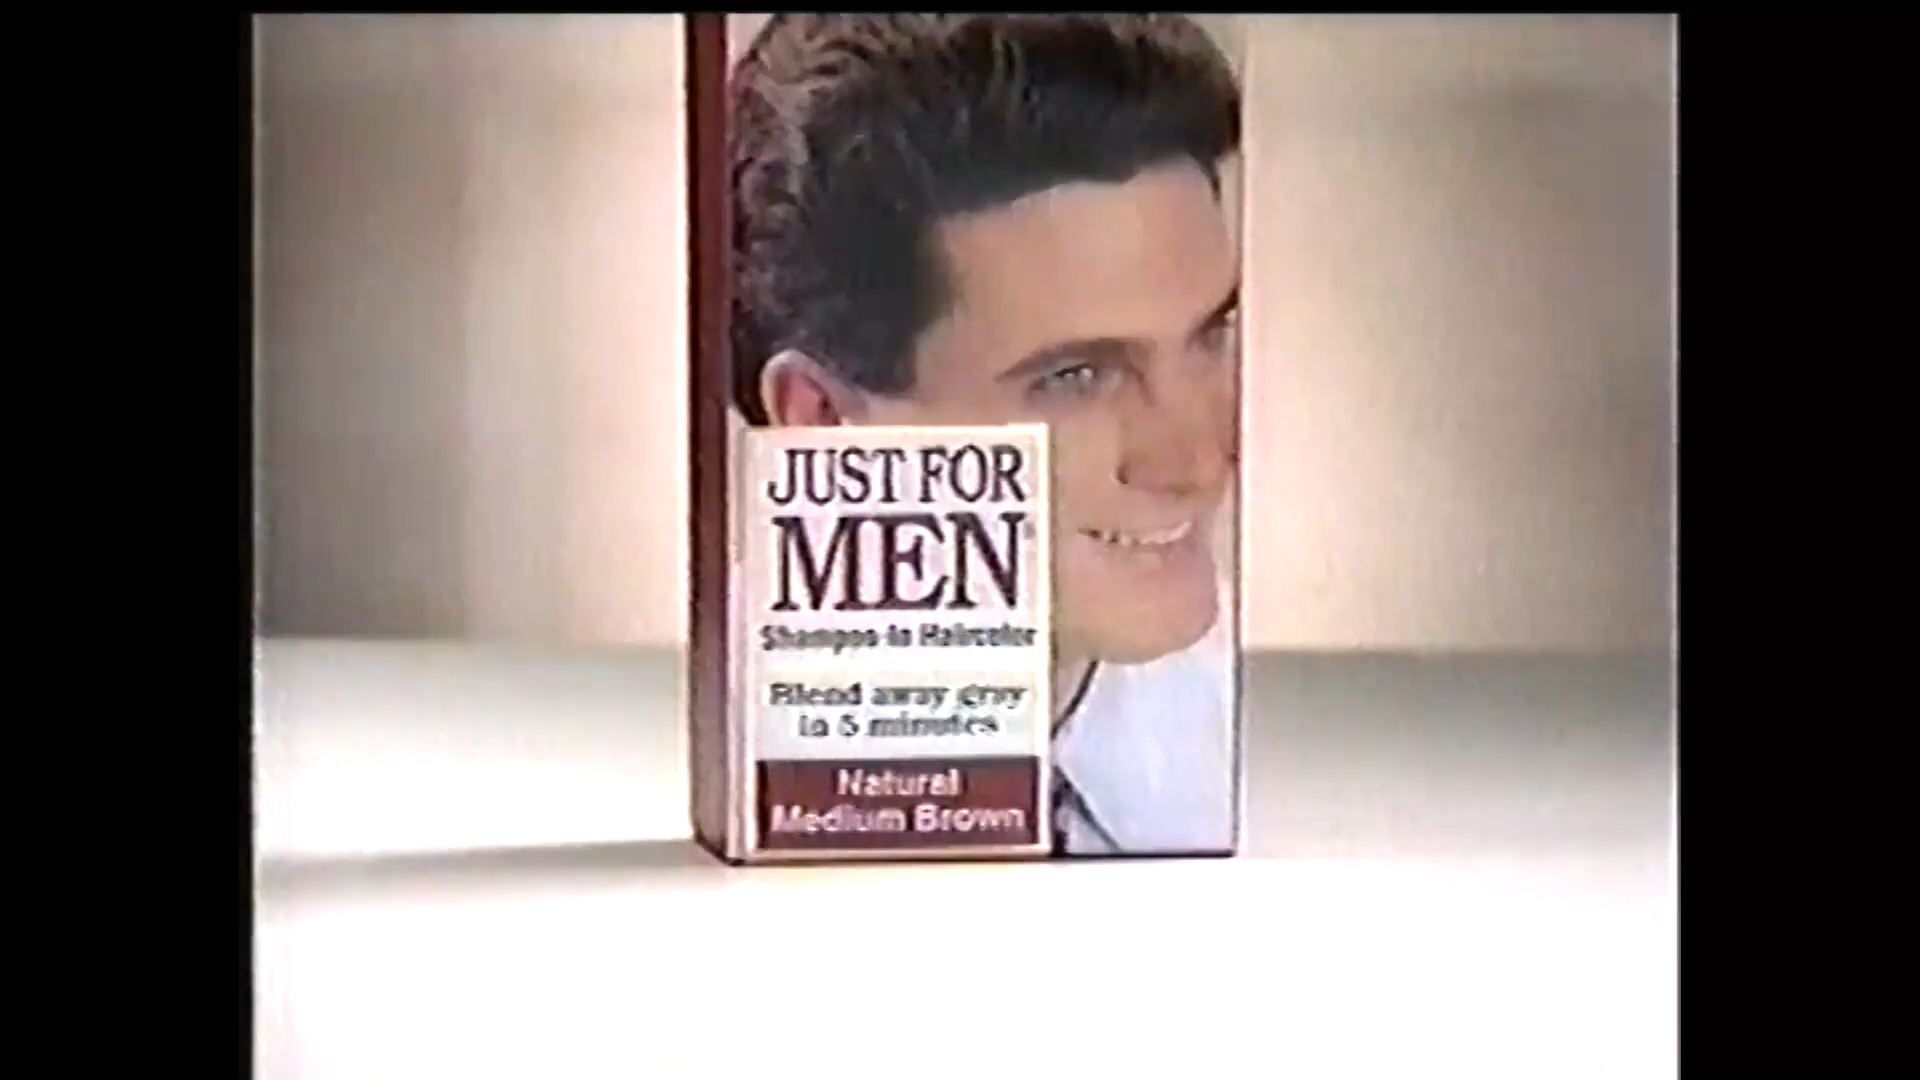 JUST FOR
MEN
Shampoo-In Haircolor
Blend away gray
in 5 minutes
Natural
Medium Brown